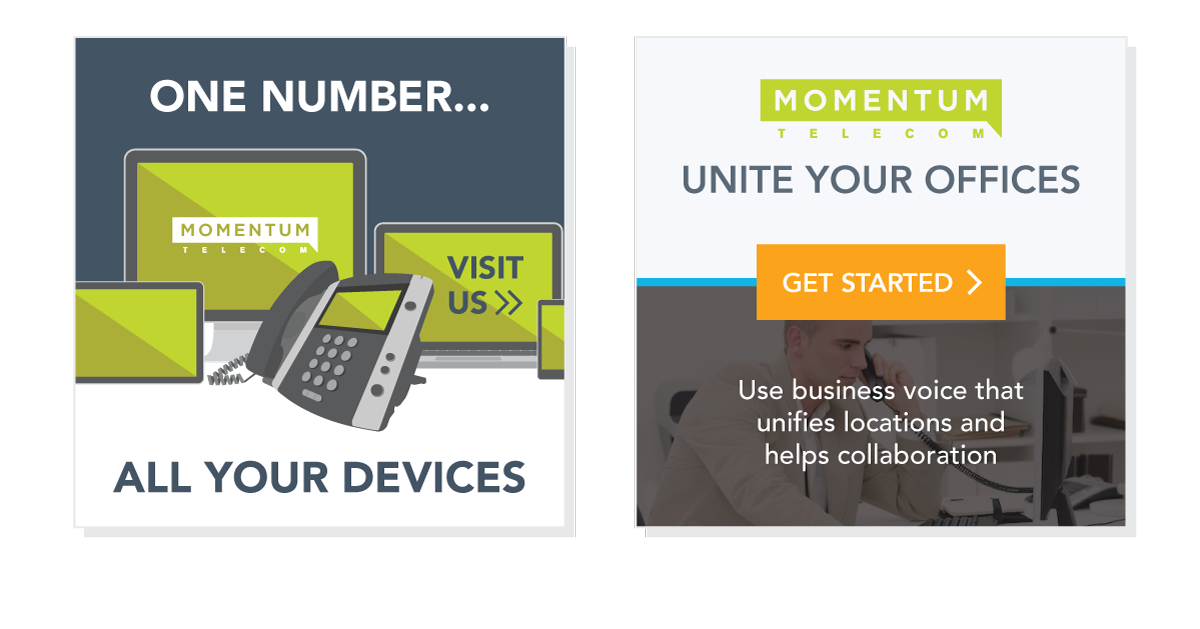 ONE NUMBER...
MOMENTUM
TELECOM
VISIT
US >>
ALL YOUR DEVICES
MOMENTUM
TELECOM
UNITE YOUR OFFICES
GET STARTED >
Use business voice that
unifies locations and
helps collaboration